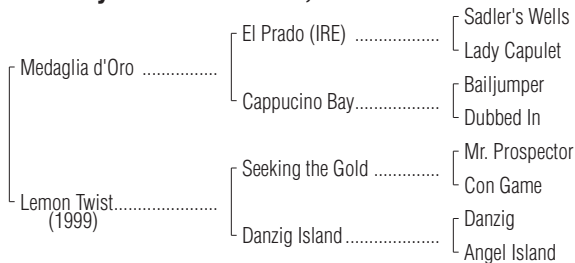 Sadler's Wells
El Prado (IRE) ..................
Lady Capulet
Medaglia d'Oro ................
Bailjumper
Cappucino Bay..................
Dubbed In
Mr. Prospector
Seeking the Gold ..............
Con Game
Lemon Twist......................
(1999)
Danzig
Danzig Island....................
Angel Island